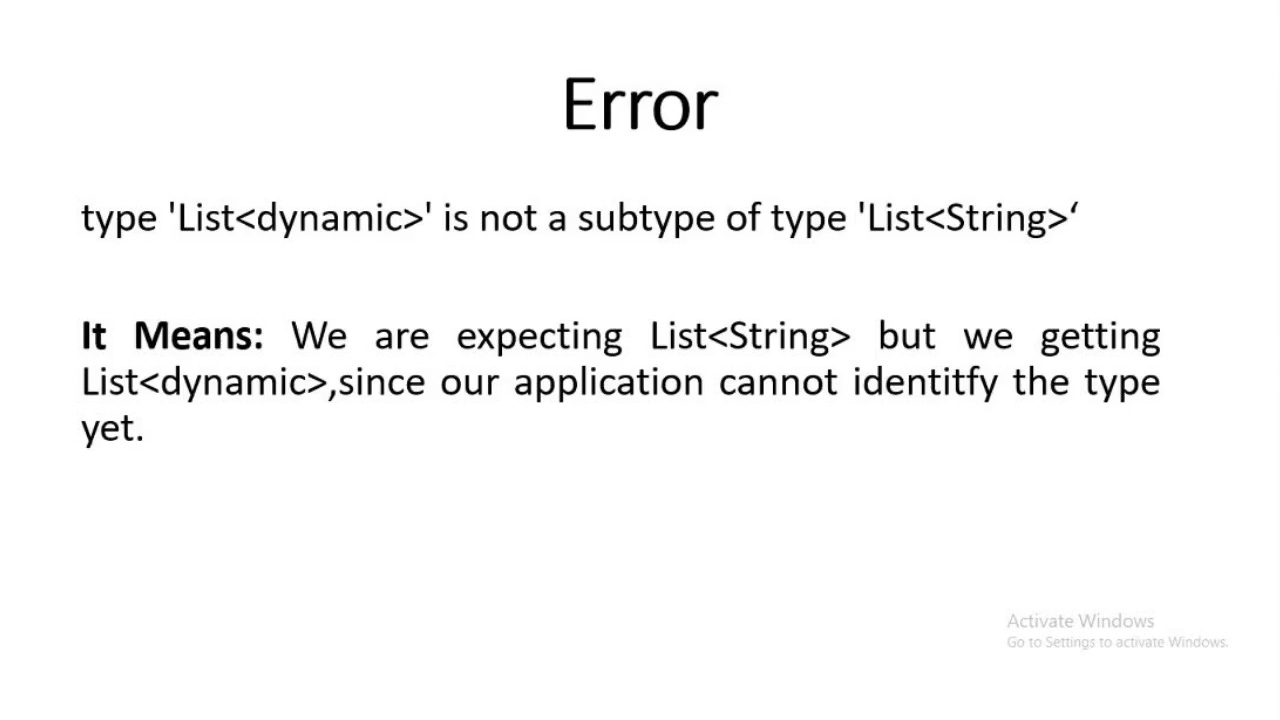 Error
type 'List<dynamic>' is not a subtype of type 'List<String>‘
It Means: We are expecting List<String> but we getting
List<dynamic>,since our application cannot identitfy the type
yet.
Activate Windows
Go to Settings to activate Windows.